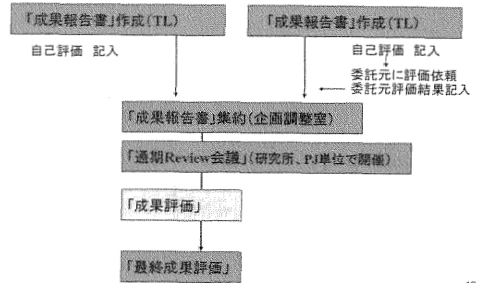 「成果報告書」作成(TL)
「成果報告書」作成(TL)
自己評価 記入
自己評価 記入
委託元に評価依頼
委託元評価結果記入
「成果報告書」集約(企画調整室)
「通期Review会議」(研究所、PJ単位で開催)
「成果評価」
「最終成果評価」